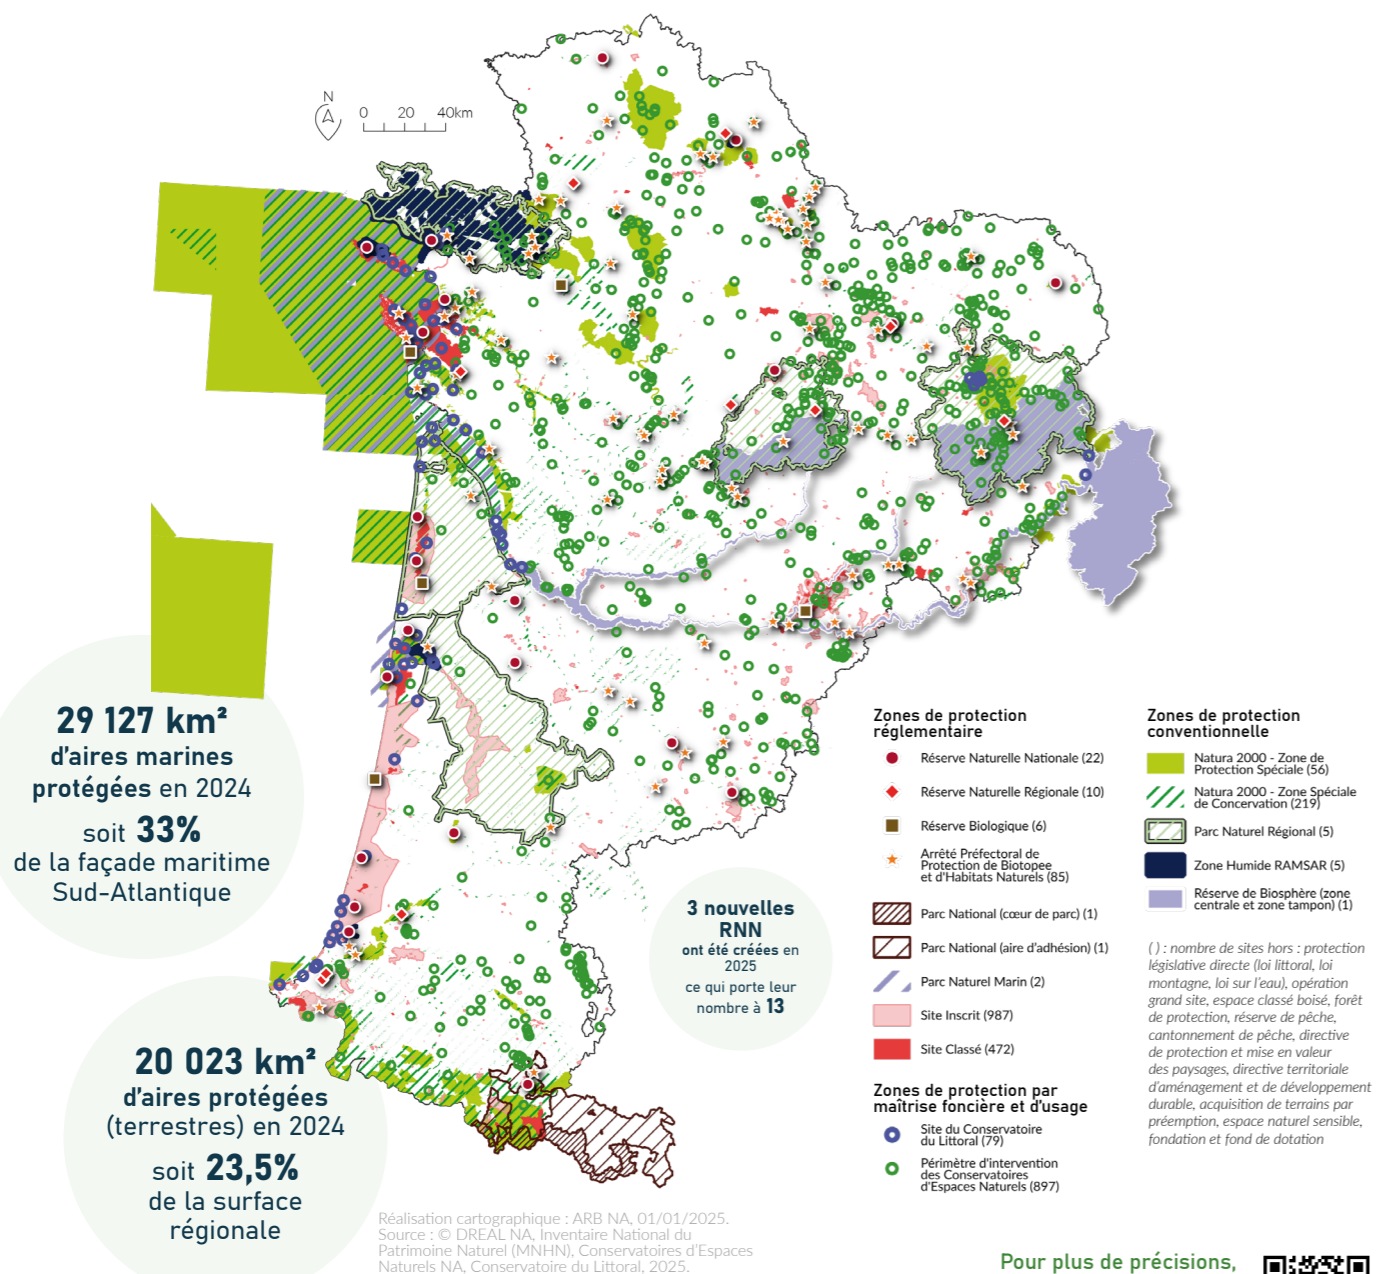 N
0 20 40km
29 127 km²
d'aires marines
protégées en 2024
soit 33%
de la façade maritime
Sud-Atlantique
20 023 km²
d'aires protégées
(terrestres) en 2024
soit 23,5%
de la surface
régionale
3 nouvelles
RNN
ont été créées en
2025
ce qui porte leur
nombre à 13
Zones de protection
réglementaire
Réserve Naturelle Nationale (22)
Réserve Naturelle Régionale (10)
Réserve Biologique (6)
Arrêté Préfectoral de
Protection de Biotopee
et d'Habitats Naturels (85)
Parc National (cœur de parc) (1)
Parc National (aire d'adhésion) (1)
Parc Naturel Marin (2)
Site Inscrit (987)
Site Classé (472)
Zones de protection par
maîtrise foncière et d'usage
Site du Conservatoire
du Littoral (79)
Périmètre d'intervention
des Conservatoires
d'Espaces Naturels (897)
Zones de protection
conventionnelle
Natura 2000 - Zone de
Protection Spéciale (56)
Natura 2000 - Zone Spéciale
de Concervation (219)
Parc Naturel Régional (5)
Zone Humide RAMSAR (5)
Réserve de Biosphère (zone
centrale et zone tampon) (1)
( ) : nombre de sites hors : protection
législative directe (loi littoral, loi
montagne, loi sur l'eau), opération
grand site, espace classé boisé, forêt
de protection, réserve de pêche,
cantonnement de pêche, directive
de protection et mise en valeur
des paysages, directive territoriale
d'aménagement et de développement
durable, acquisition de terrains par
préemption, espace naturel sensible,
fondation et fond de dotation
Réalisation cartographique : ARB NA, 01/01/2025.
Source : © DREAL NA, Inventaire National du
Patrimoine Naturel (MNHN), Conservatoires d'Espaces
Naturels NA, Conservatoire du Littoral, 2025.
Pour plus de précisions,